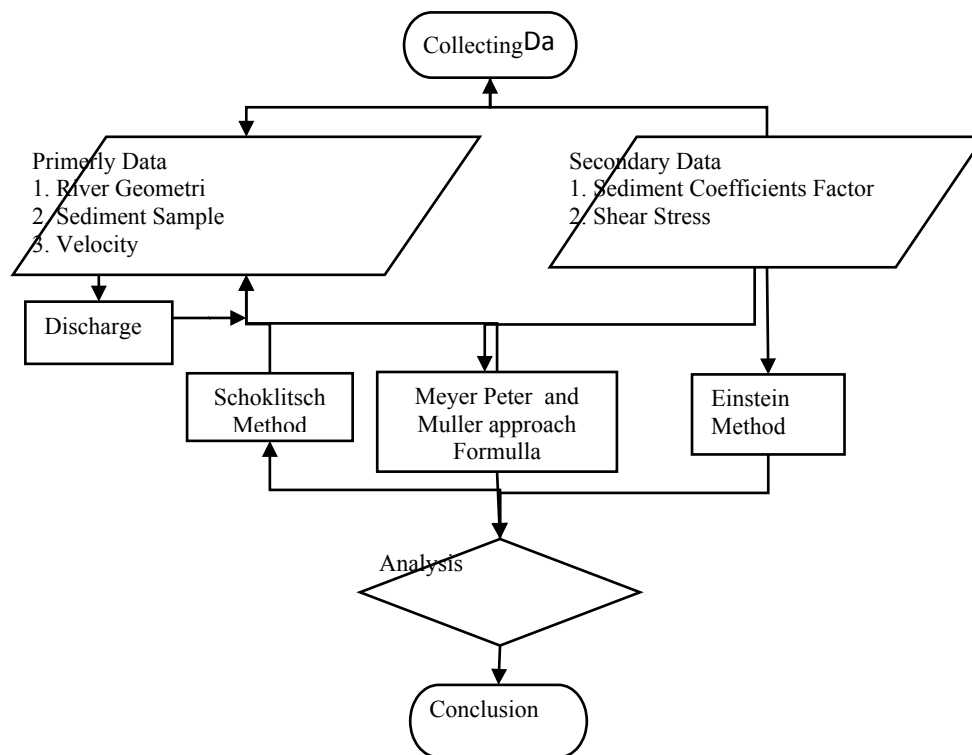 CollectingDa
Primerly Data
1. River Geometri
2. Sediment Sample
3. Velocity
Secondary Data
1. Sediment Coefficients Factor
2. Shear Stress
Discharge
Schoklitsch
Method
Meyer Peter and
Muller approach
Formulla
Einstein
Method
Analysis
Conclusion